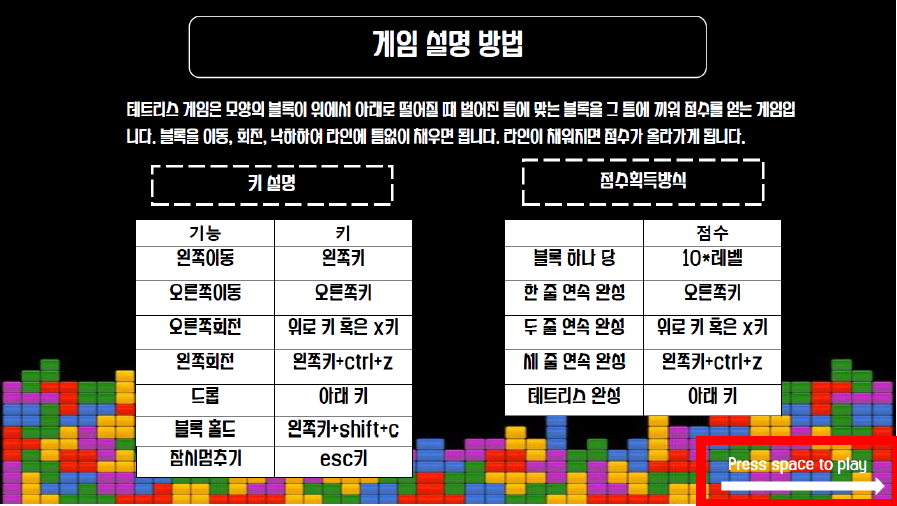 게임 설명 방법
테트리스 게임은 모양의 블록이 위에서 아래로 떨어질 때 벌어진 틈에 맞는 블록을 그 틈에 끼워 점수를 얻는 게임입
니다. 블록을 이동, 회전, 낙하하여 라인에 틈없이 채우면 됩니다. 라인이 채워지면 점수가 올라가게 됩니다.
키 설명
기능 키
왼쪽이동 왼쪽키
오른쪽이동 오른쪽키
오른쪽회전 위로 키 혹은 x키
왼쪽회전 왼쪽키+ctrl+z
드롭 아래 키
블록 홀드 왼쪽키+shift+c
잠시멈추기 esc키
점수획득방식
점수
블록 하나 당 10*레벨
한 줄 연속 완성 오른쪽키
두 줄 연속 완성 위로 키 혹은 x키
세 줄 연속 완성 왼쪽키+ctrl+z
테트리스 완성 아래 키
Press space to play